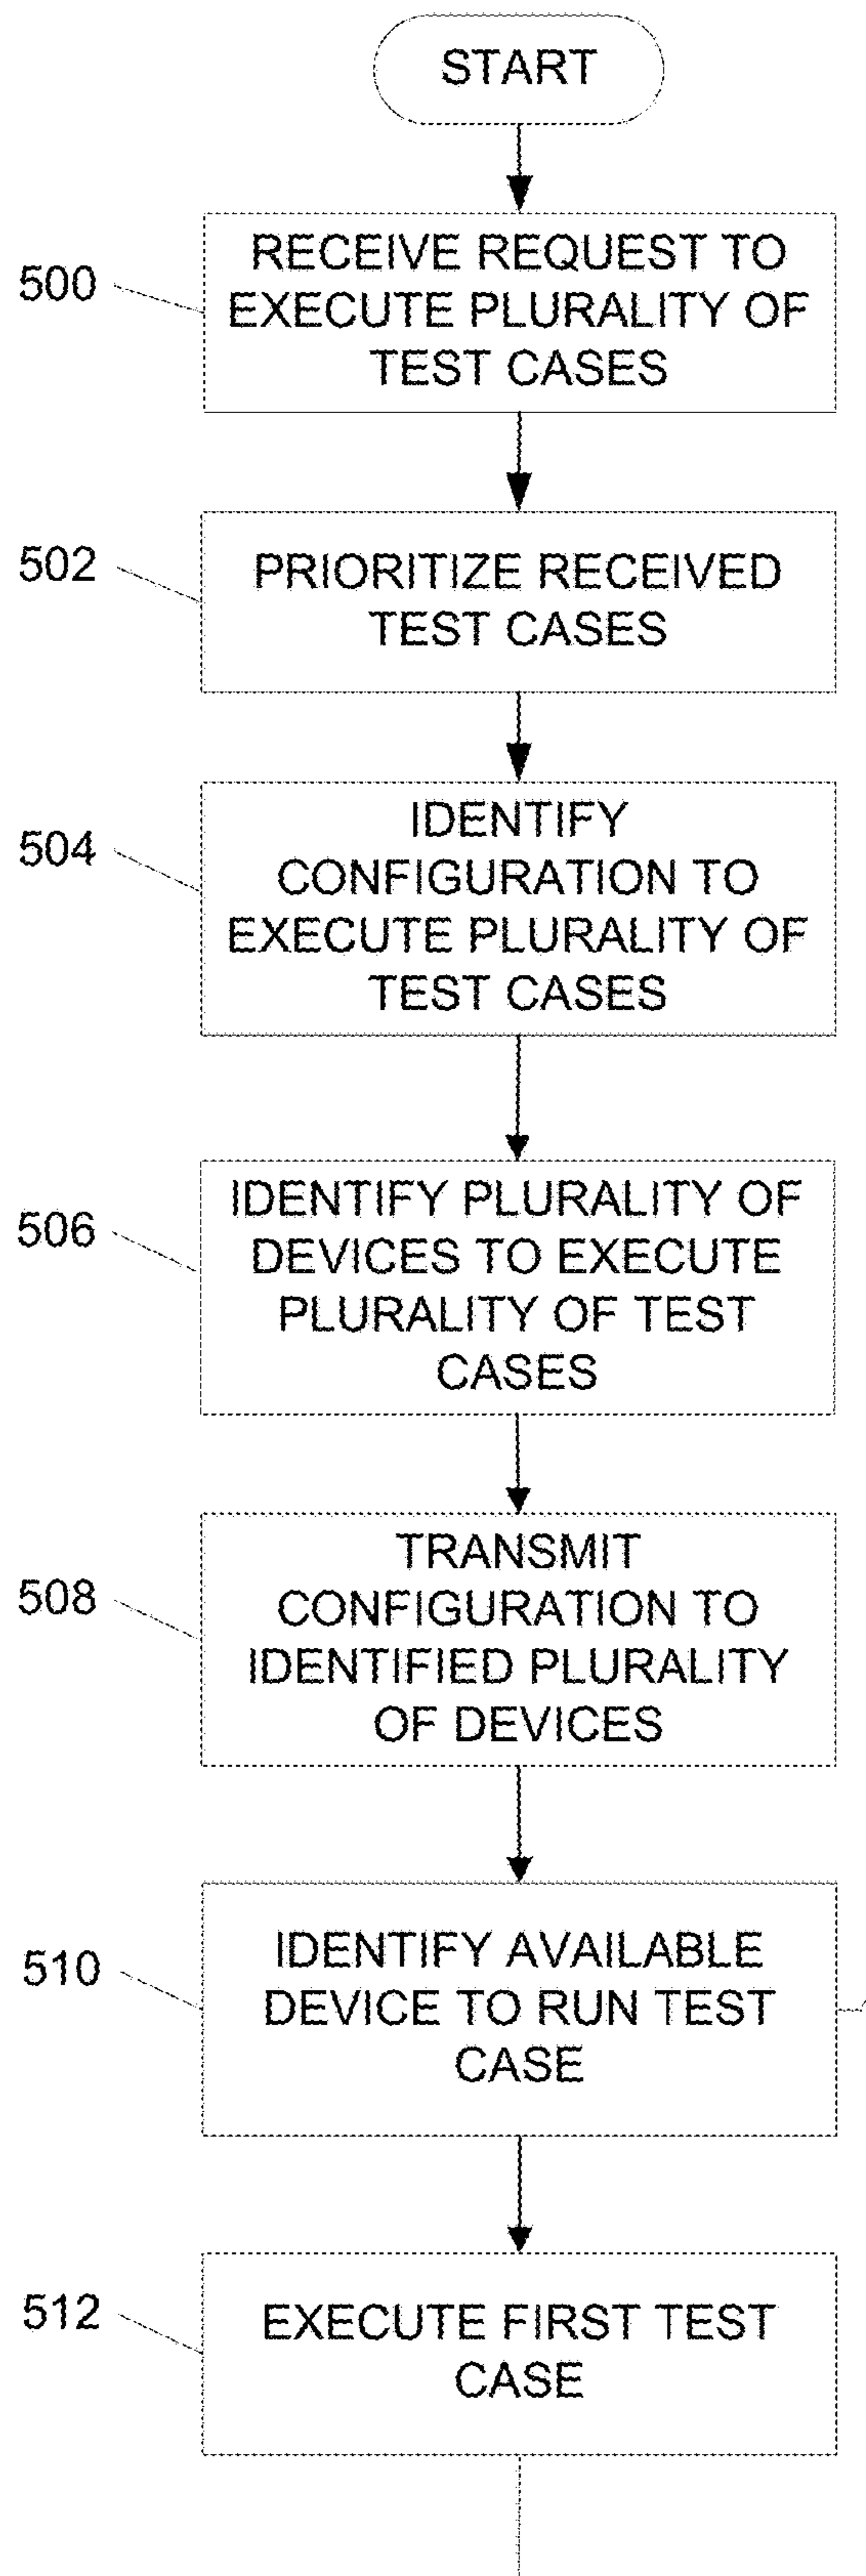 START
500
RECEIVE REQUEST TO
EXECUTE PLURALITY OF
TEST CASES
502
PRIORITIZE RECEIVED
TEST CASES
504
IDENTIFY
CONFIGURATION TO
EXECUTE PLURALITY OF
TEST CASES
506
IDENTIFY PLURALITY OF
DEVICES TO EXECUTE
PLURALITY OF TEST
CASES
508
TRANSMIT
CONFIGURATION TO
IDENTIFIED PLURALITY
OF DEVICES
510
IDENTIFY AVAILABLE
DEVICE TO RUN TEST
CASE
512
EXECUTE FIRST TEST
CASE